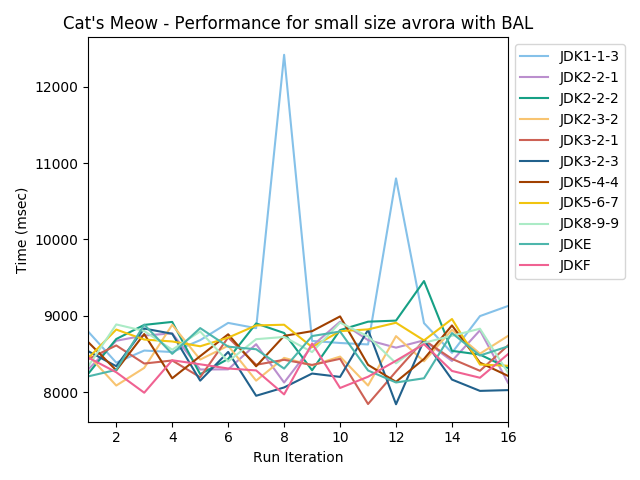 Cat's Meow - Performance for small size avrora with BAL
Time (msec)
12000
11000
10000
9000
8000
2 4 6 8 10 12 14 16
Run Iteration
JDK1-1-3
JDK2-2-1
JDK2-2-2
JDK2-3-2
JDK3-2-1
JDK3-2-3
JDK5-4-4
JDK5-6-7
JDK8-9-9
JDKE
JDKF